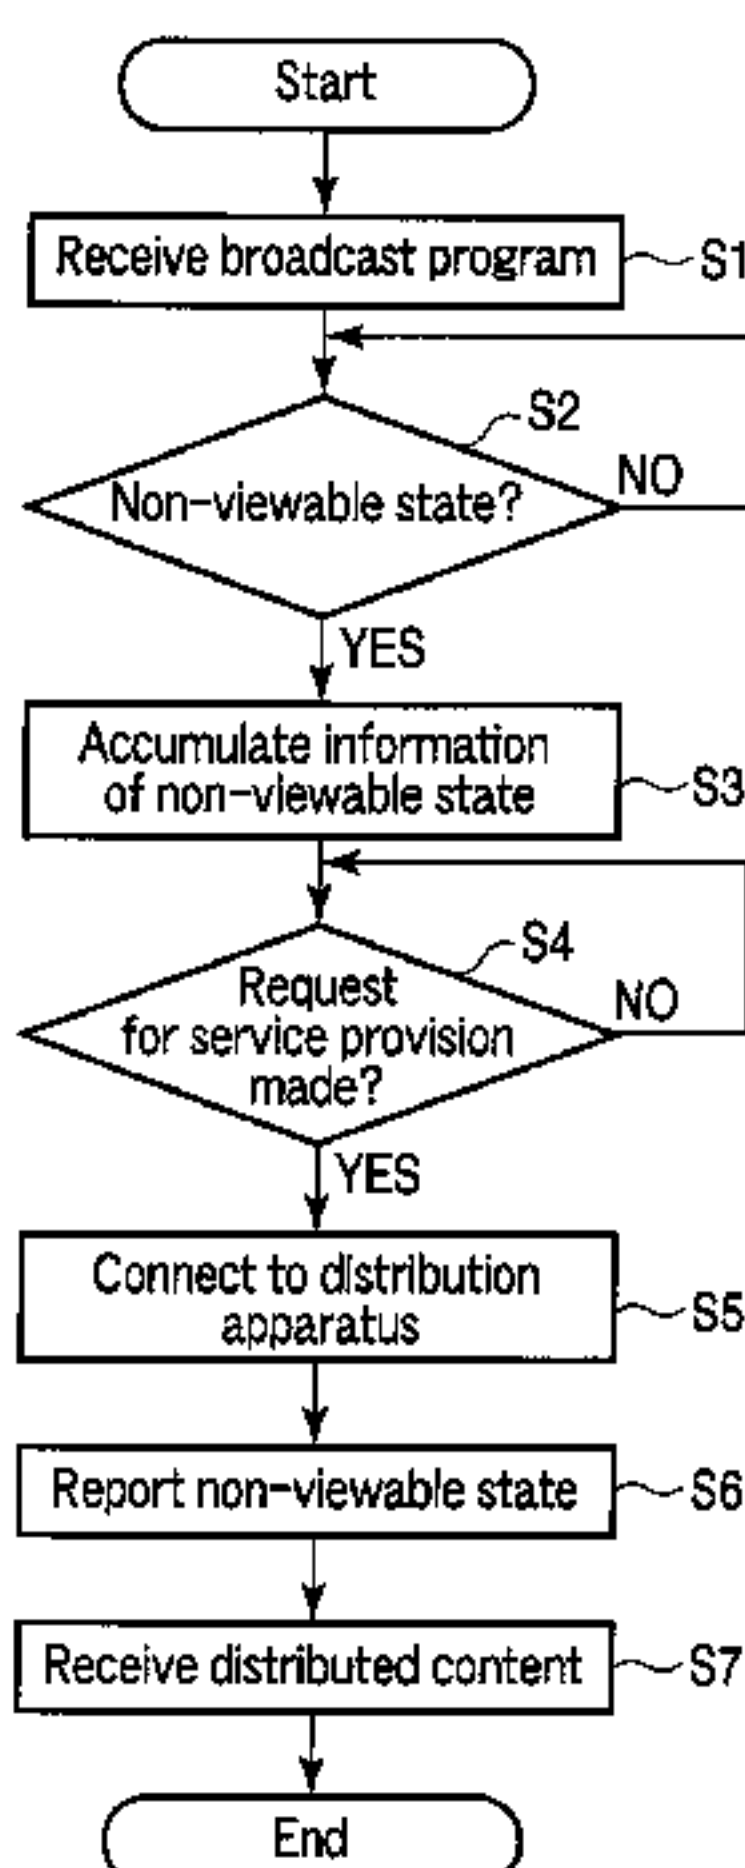 Start
Receive broadcast program
S1
S2
Non-viewable state?
NO
YES
Accumulate information
of non-viewable state
S3
S4
Request
for service provision
made?
NO
YES
Connect to distribution
apparatus
S5
Report non-viewable state
S6
Receive distributed content
S7
End